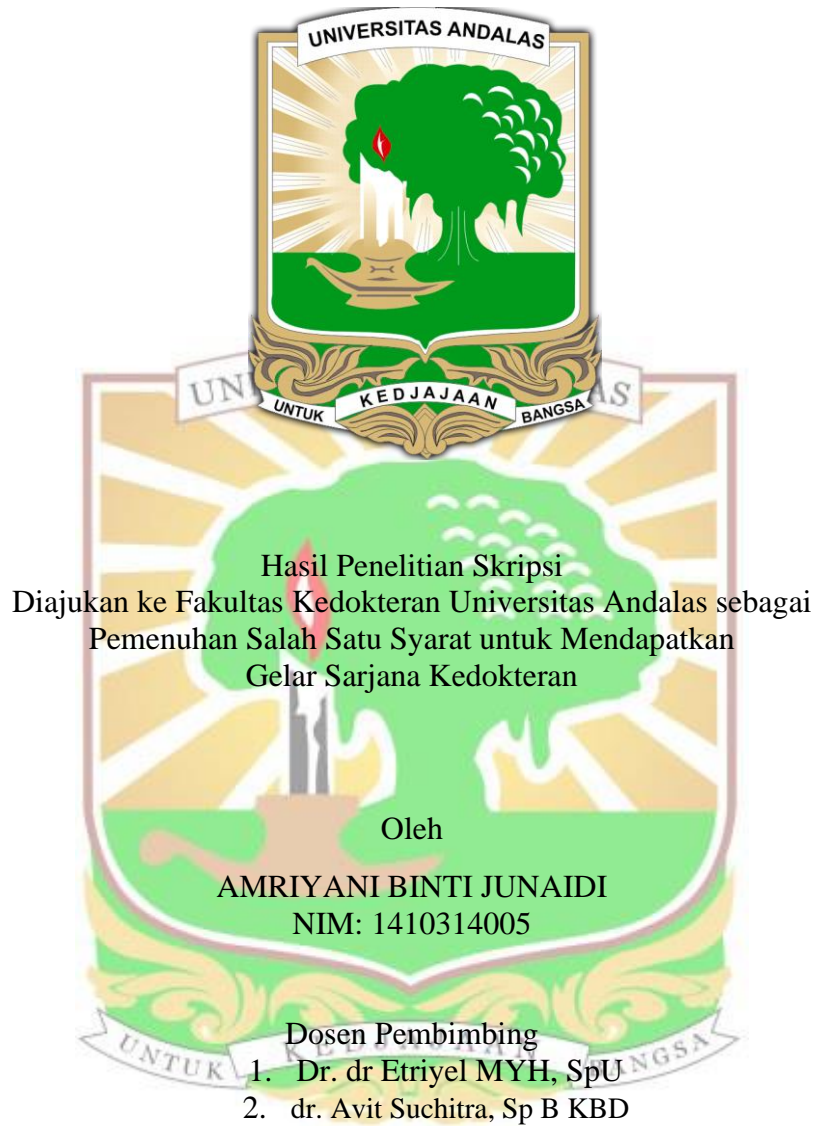 UNIVERSITAS ANDALAS
UNTUK KEDJAJAAN BANGSA
Hasil Penelitian Skripsi
Diajukan ke Fakultas Kedokteran Universitas Andalas sebagai
Pemenuhan Salah Satu Syarat untuk Mendapatkan
Gelar Sarjana Kedokteran
Oleh
AMRIYANI BINTI JUNAIDI
NIM: 1410314005
Dosen Pembimbing
1. Dr. dr Etriyel MYH, SpU
2. dr. Avit Suchitra, Sp B KBD